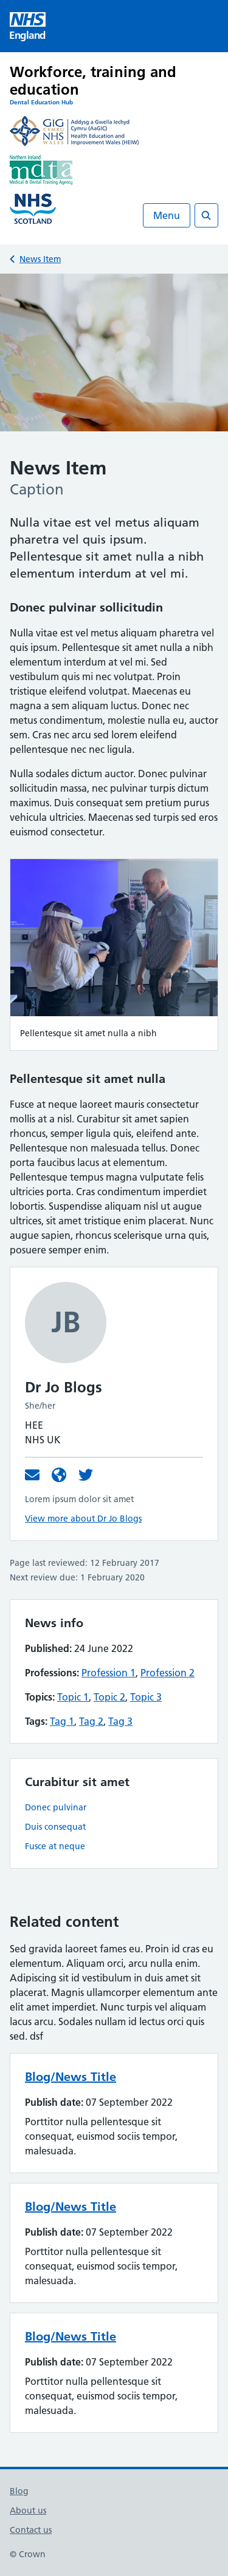 NHS
England
Workforce, training and
education
Dental Education Hub
GIG
CYMRU
NHS
WALES
Addysg a Gwella Iechyd
Cymru (AaGIC)
Health Education and
Improvement Wales (HEIW)
Northern Ireland
mdta
Medical & Dental Training Agency
NHS
SCOTLAND
Menu
News Item
News Item
Caption
Nulla vitae est vel metus aliquam
pharetra vel quis ipsum.
Pellentesque sit amet nulla a nibh
elementum interdum at vel mi.
Donec pulvinar sollicitudin
Nulla vitae est vel metus aliquam pharetra vel
quis ipsum. Pellentesque sit amet nulla a nibh
elementum interdum at vel mi. Sed
vestibulum quis mi nec volutpat. Proin
tristique eleifend volutpat. Maecenas eu
magna a sem aliquam luctus. Donec nec
metus condimentum, molestie nulla eu, auctor
sem. Cras nec arcu sed lorem eleifend
pellentesque nec nec ligula.
Nulla sodales dictum auctor. Donec pulvinar
sollicitudin massa, nec pulvinar turpis dictum
maximus. Duis consequat sem pretium purus
vehicula ultricies. Maecenas sed turpis sed eros
euismod consectetur.
Pellentesque sit amet nulla a nibh
Pellentesque sit amet nulla
Fusce at neque laoreet mauris consectetur
mollis at a nisl. Curabitur sit amet sapien
rhoncus, semper ligula quis, eleifend ante.
Pellentesque non malesuada tellus. Donec
porta faucibus lacus at elementum.
Pellentesque tempus magna vulputate felis
ultricies porta. Cras condimentum imperdiet
lobortis. Suspendisse aliquam nisl ut augue
ultrices, sit amet tristique enim placerat. Nunc
augue sapien, rhoncus scelerisque urna quis,
posuere semper enim.
JB
Dr Jo Blogs
She/her
HEE
NHS UK
Lorem ipsum dolor sit amet
View more about Dr Jo Blogs
Page last reviewed: 12 February 2017
Next review due: 1 February 2020
News info
Published: 24 June 2022
Professions: Profession 1, Profession 2
Topics: Topic 1, Topic 2, Topic 3
Tags: Tag 1, Tag 2, Tag 3
Curabitur sit amet
Donec pulvinar
Duis consequat
Fusce at neque
Related content
Sed gravida laoreet fames eu. Proin id cras eu
elementum. Aliquam orci, arcu nulla enim.
Adipiscing at id vestibulum in duis amet sit
placerat. Magnis ullamcorper elementum ante
elit amet imperdiet. Nunc turpis vel aliquam
lacus arcu. Sodales nullam id lectus orci quis
sed. dsf
Blog/News Title
Publish date: 07 September 2022
Porttitor nulla pellentesque sit
consequat, euismod sociis tempor,
malesuada.
Blog/News Title
Publish date: 07 September 2022
Porttitor nulla pellentesque sit
consequat, euismod sociis tempor,
malesuada.
Blog/News Title
Publish date: 07 September 2022
Porttitor nulla pellentesque sit
consequat, euismod sociis tempor,
malesuada.
Blog
About us
Contact us
© Crown